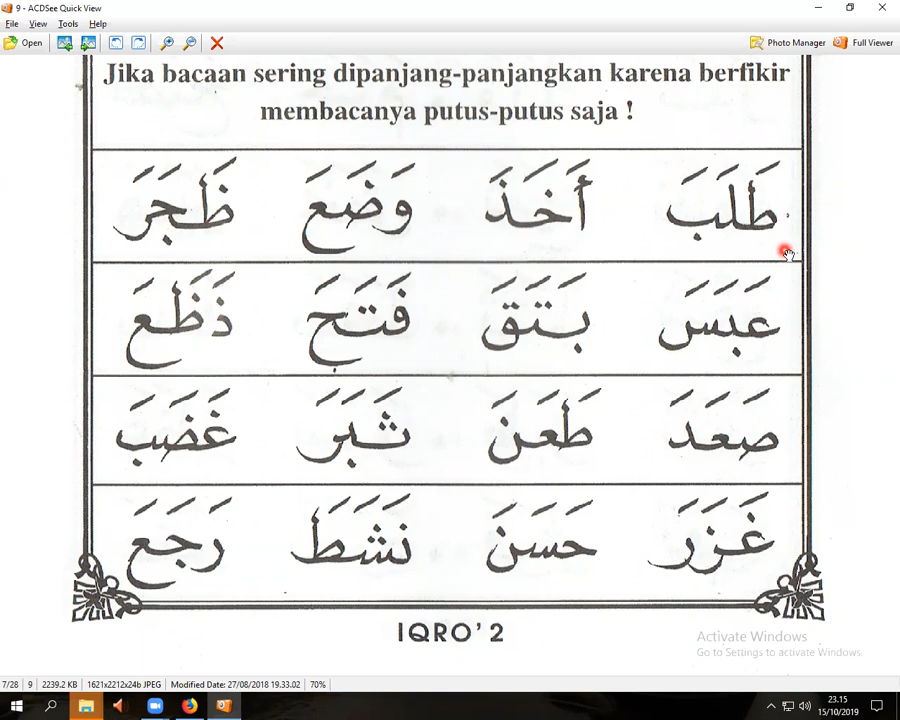 9 - ACDSee Quick View
File View Tools Help
Open Photo Manager Full Viewer
Jika bacaan sering dipanjang-panjangkan karena berfikir
membacanya putus-putus saja !
طَلَبَ أَخَذَ وَضَعَ ظَجَرَ
عَبَسَ بَتَقَ فَتَحَ ذَظَعَ
صَعَدَ طَعَنَ ثَبَرَ غَضَبَ
غَزَرَ حَسَنَ نَشَطَ رَجَعَ
IQRO' 2
Activate Windows
Go to Settings to activate Windows.
7/28 9 2239.2 KB 1621x2212x24b JPEG Modified Date: 27/08/2018 19.33.02 70%
23.15
15/10/2019